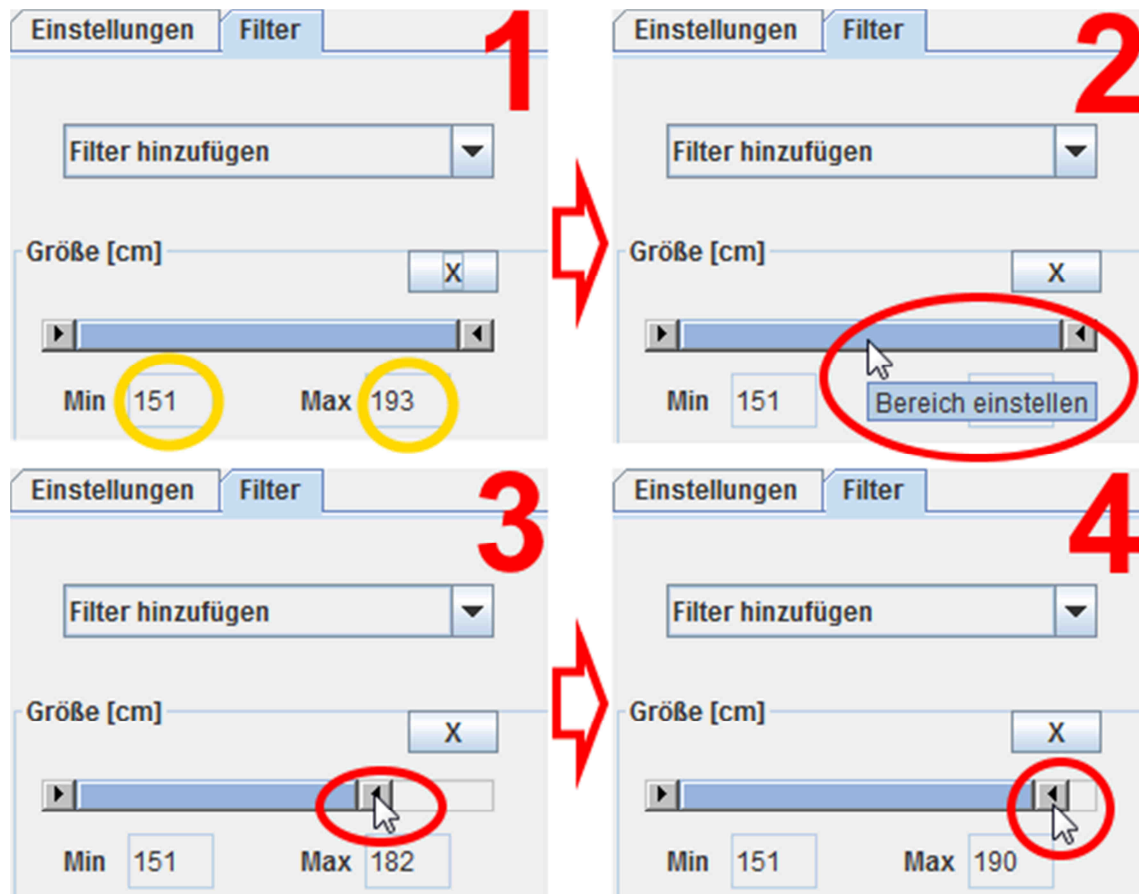 Einstellungen Filter 1
Filter hinzufügen
Größe [cm]
X
Min 151 Max 193
Einstellungen Filter 2
Filter hinzufügen
Größe [cm]
X
Min 151
Bereich einstellen
Einstellungen Filter 3
Filter hinzufügen
Größe [cm]
X
Min 151 Max 182
Einstellungen Filter 4
Filter hinzufügen
Größe [cm]
X
Min 151 Max 190